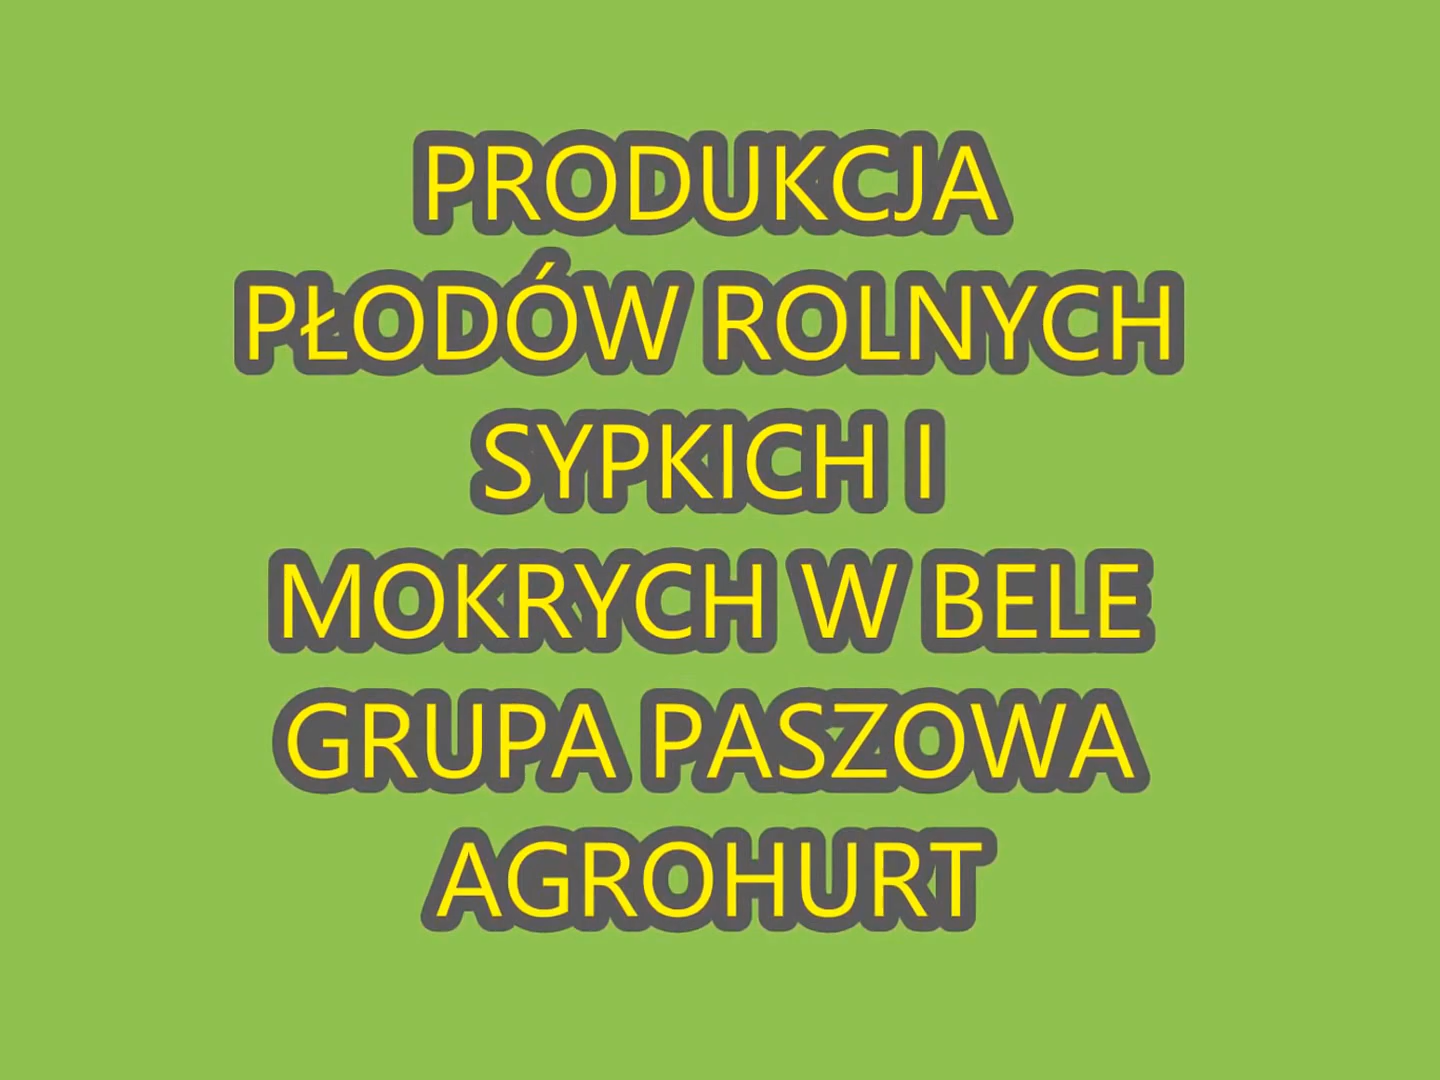 PRODUKCJA
PŁODÓW ROLNYCH
SYPKICH I
MOKRYCH W BELE
GRUPA PASZOWA
AGROHURT